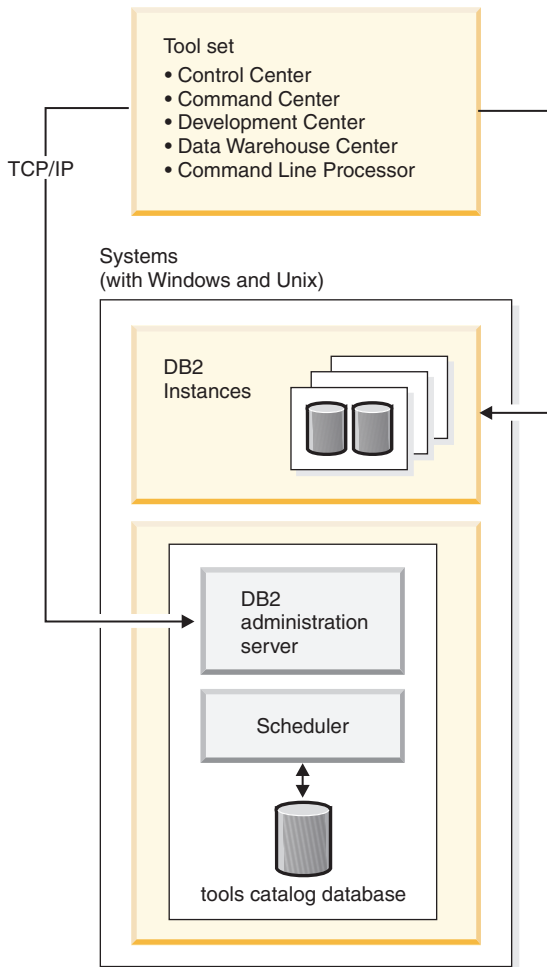 Tool set
• Control Center
• Command Center
• Development Center
• Data Warehouse Center
• Command Line Processor
TCP/IP
Systems
(with Windows and Unix)
DB2
Instances
DB2
administration
server
Scheduler
tools catalog database